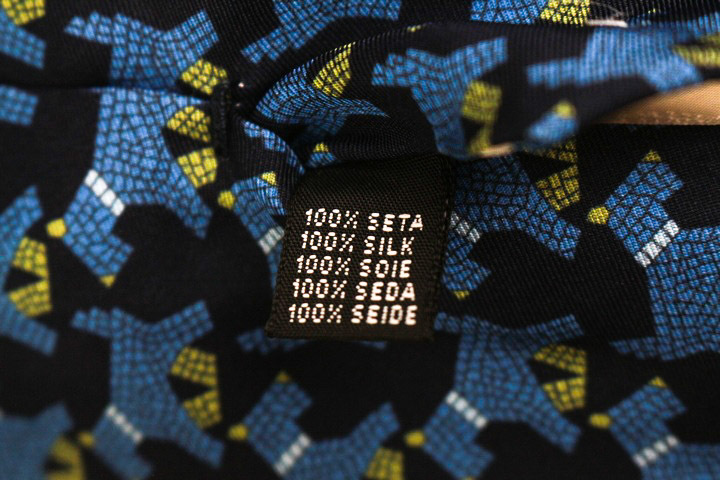 100% SETA
100% SILK
100% SOIE
100% SEDA
100% SEIDE